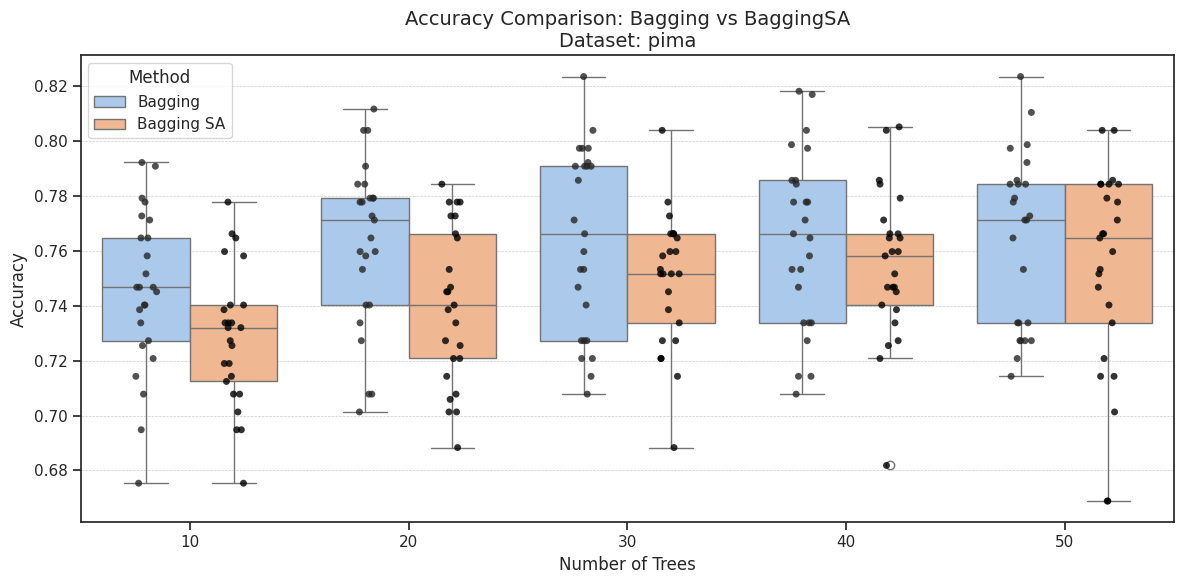 Accuracy Comparison: Bagging vs BaggingSA
Dataset: pima
Method
Bagging
Bagging SA
Accuracy
0.82
0.80
0.78
0.76
0.74
0.72
0.70
0.68
10
20
30
40
50
Number of Trees